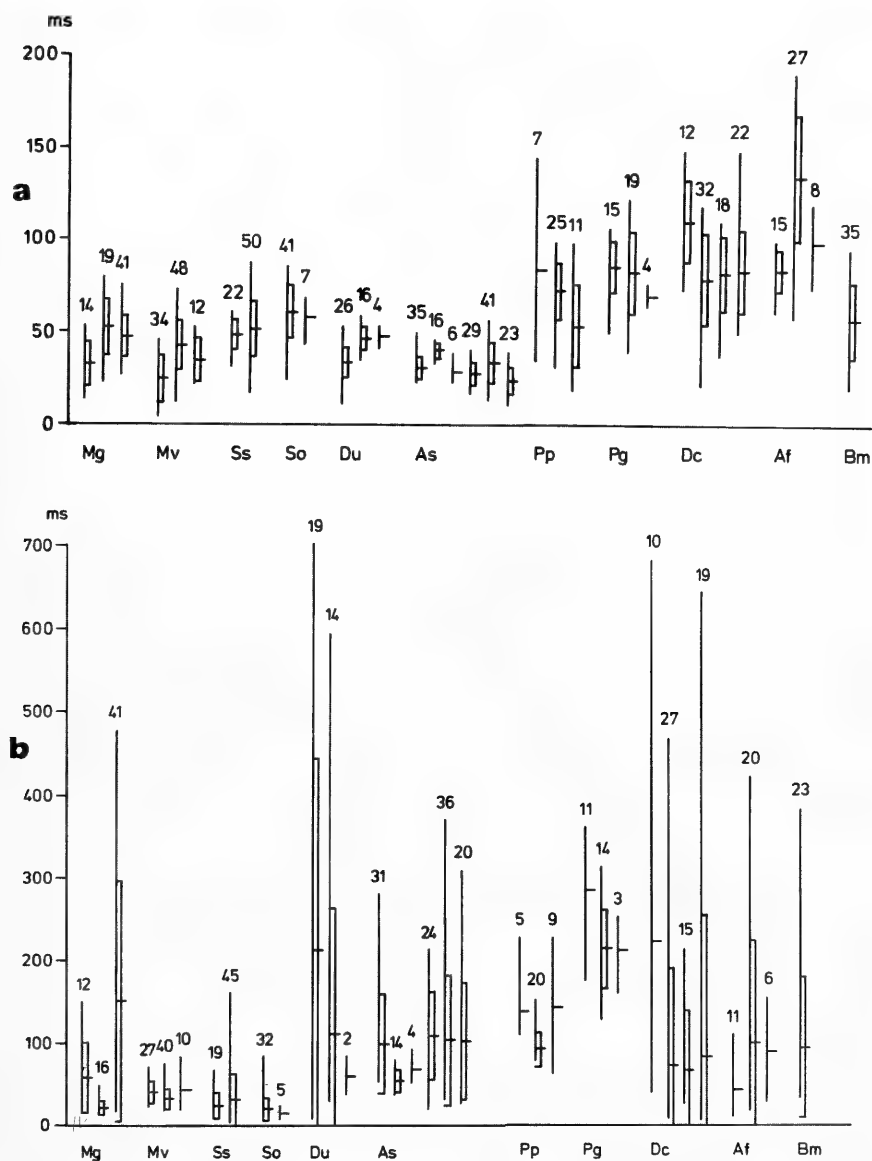 ms
200
150
100
50
0
a
14 19 41
34 48 12
22 50
41 7
26 16 4
35 16 6 29 41 23
7 25 11
15 19 4
12 32 18 22
15 27 8
35
Mg Mv Ss So Du As Pp Pg Dc Af Bm
ms
700
600
500
400
300
200
100
0
b
12 16 41
27 40 10
19 45
32 5
19 14 2
31 14 4 24 36 20
5 20 9
11 14 3
10 27 15 19
11 20 6
23
Mg Mv Ss So Du As Pp Pg Dc Af Bm